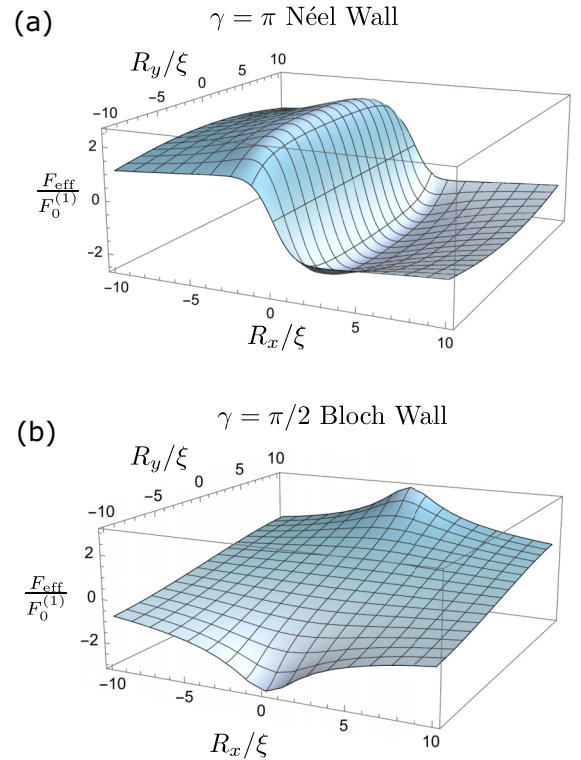 (a)
γ = π Néel Wall
R_y/ξ
−10 −5 0 5 10
2
0
−2
F_eff / F_0^(1)
−10 −5 0 5 10
R_x/ξ
(b)
γ = π/2 Bloch Wall
R_y/ξ
−10 −5 0 5 10
2
0
−2
F_eff / F_0^(1)
−10 −5 0 5 10
R_x/ξ